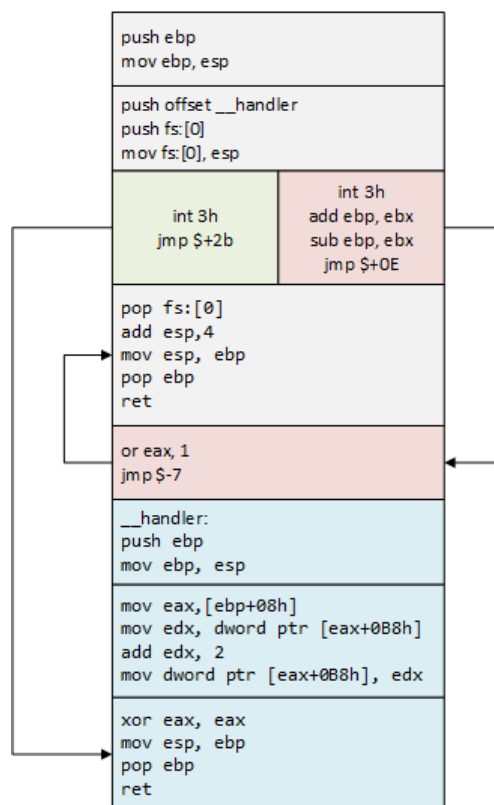 push ebp
mov ebp, esp
push offset __handler
push fs:[0]
mov fs:[0], esp
int 3h
jmp $+2b
int 3h
add ebp, ebx
sub ebp, ebx
jmp $+0E
pop fs:[0]
add esp,4
mov esp, ebp
pop ebp
ret
or eax, 1
jmp $-7
__handler:
push ebp
mov ebp, esp
mov eax,[ebp+08h]
mov edx, dword ptr [eax+0B8h]
add edx, 2
mov dword ptr [eax+0B8h], edx
xor eax, eax
mov esp, ebp
pop ebp
ret